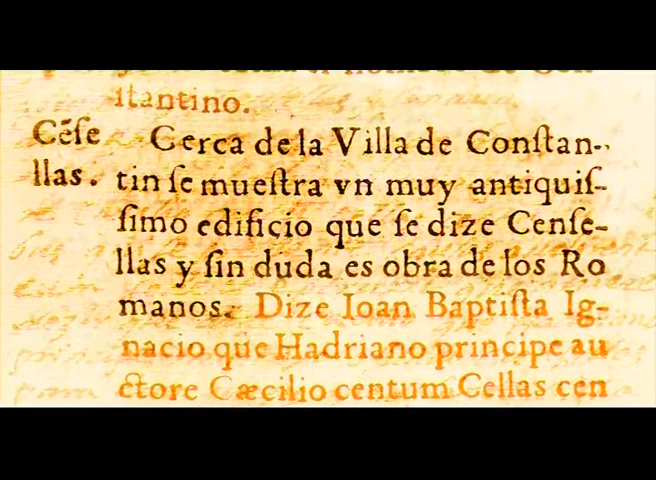 ſtantino.
Cẽſe
llas.
Cerca de la Villa de Conſtan-
tin ſe mueſtra vn muy antiquiſ-
ſimo edificio que ſe dize Cenſe-
llas y ſin duda es obra de los Ro
manos. Dize Ioan Baptiſta Ig-
nacio que Hadriano principe au
ctore Cæcilio centum Cellas cen